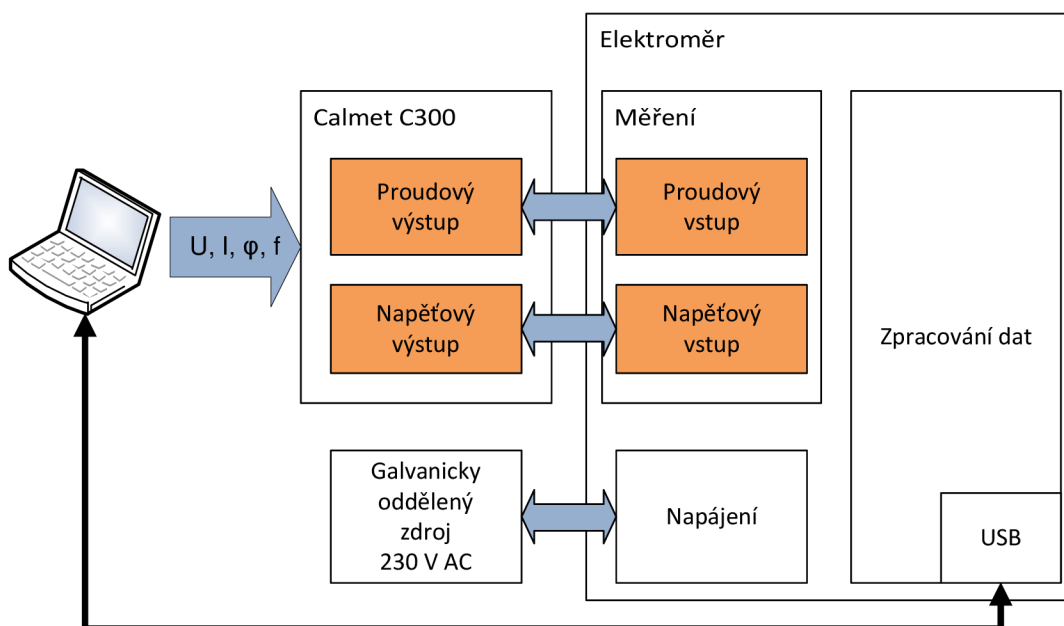 Elektroměr
Calmet C300
Měření
Proudový
výstup
Proudový
vstup
U, I, φ, f
Napěťový
výstup
Napěťový
vstup
Zpracování dat
Galvanicky
oddělený
zdroj
230 V AC
Napájení
USB